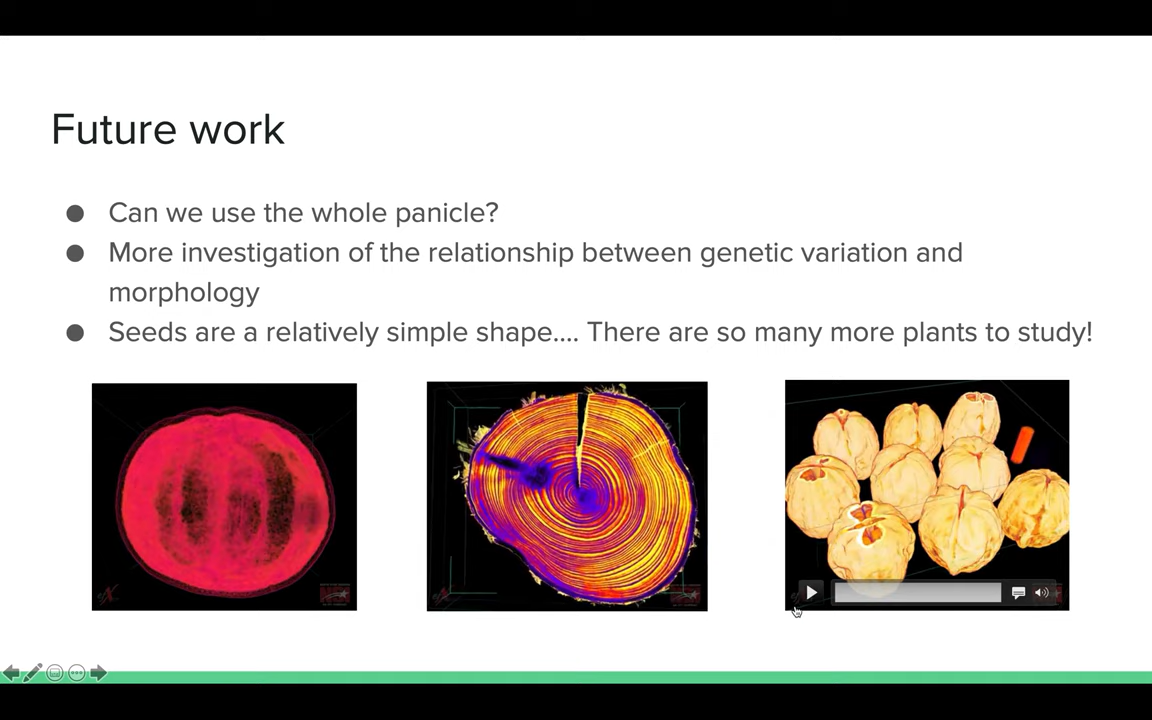 Future work
● Can we use the whole panicle?
● More investigation of the relationship between genetic variation and
morphology
● Seeds are a relatively simple shape.... There are so many more plants to study!